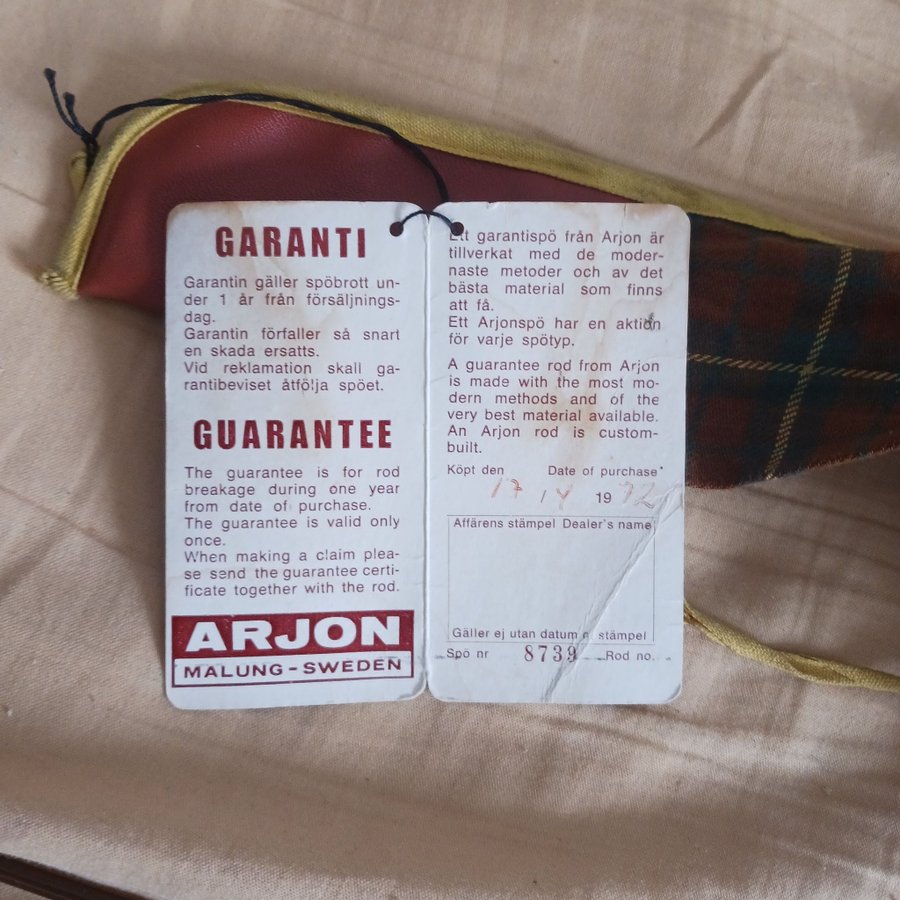 GARANTI
Garantin gäller spöbrott un-
der 1 år från försäljnings-
dag.
Garantin förfaller så snart
en skada ersatts.
Vid reklamation skall ga-
rantibeviset åtfölja spöet.
GUARANTEE
The guarantee is for rod
breakage during one year
from date of purchase.
The guarantee is valid only
once.
When making a claim plea-
se send the guarantee certi-
ficate together with the rod.
ARJON
MALUNG-SWEDEN
Ett garantispö från Arjon är
tillverkat med de moder-
naste metoder och av det
bästa material som finns
att få.
Ett Arjonspö har en aktion
för varje spötyp.
A guarantee rod from Arjon
is made with the most mo-
dern methods and of the
very best material available.
An Arjon rod is custom-
built.
Köpt den Date of purchase
17 / 4 1972
Affärens stämpel Dealer's name
Gäller ej utan datum o. stämpel
Spö nr 8739 Rod no.